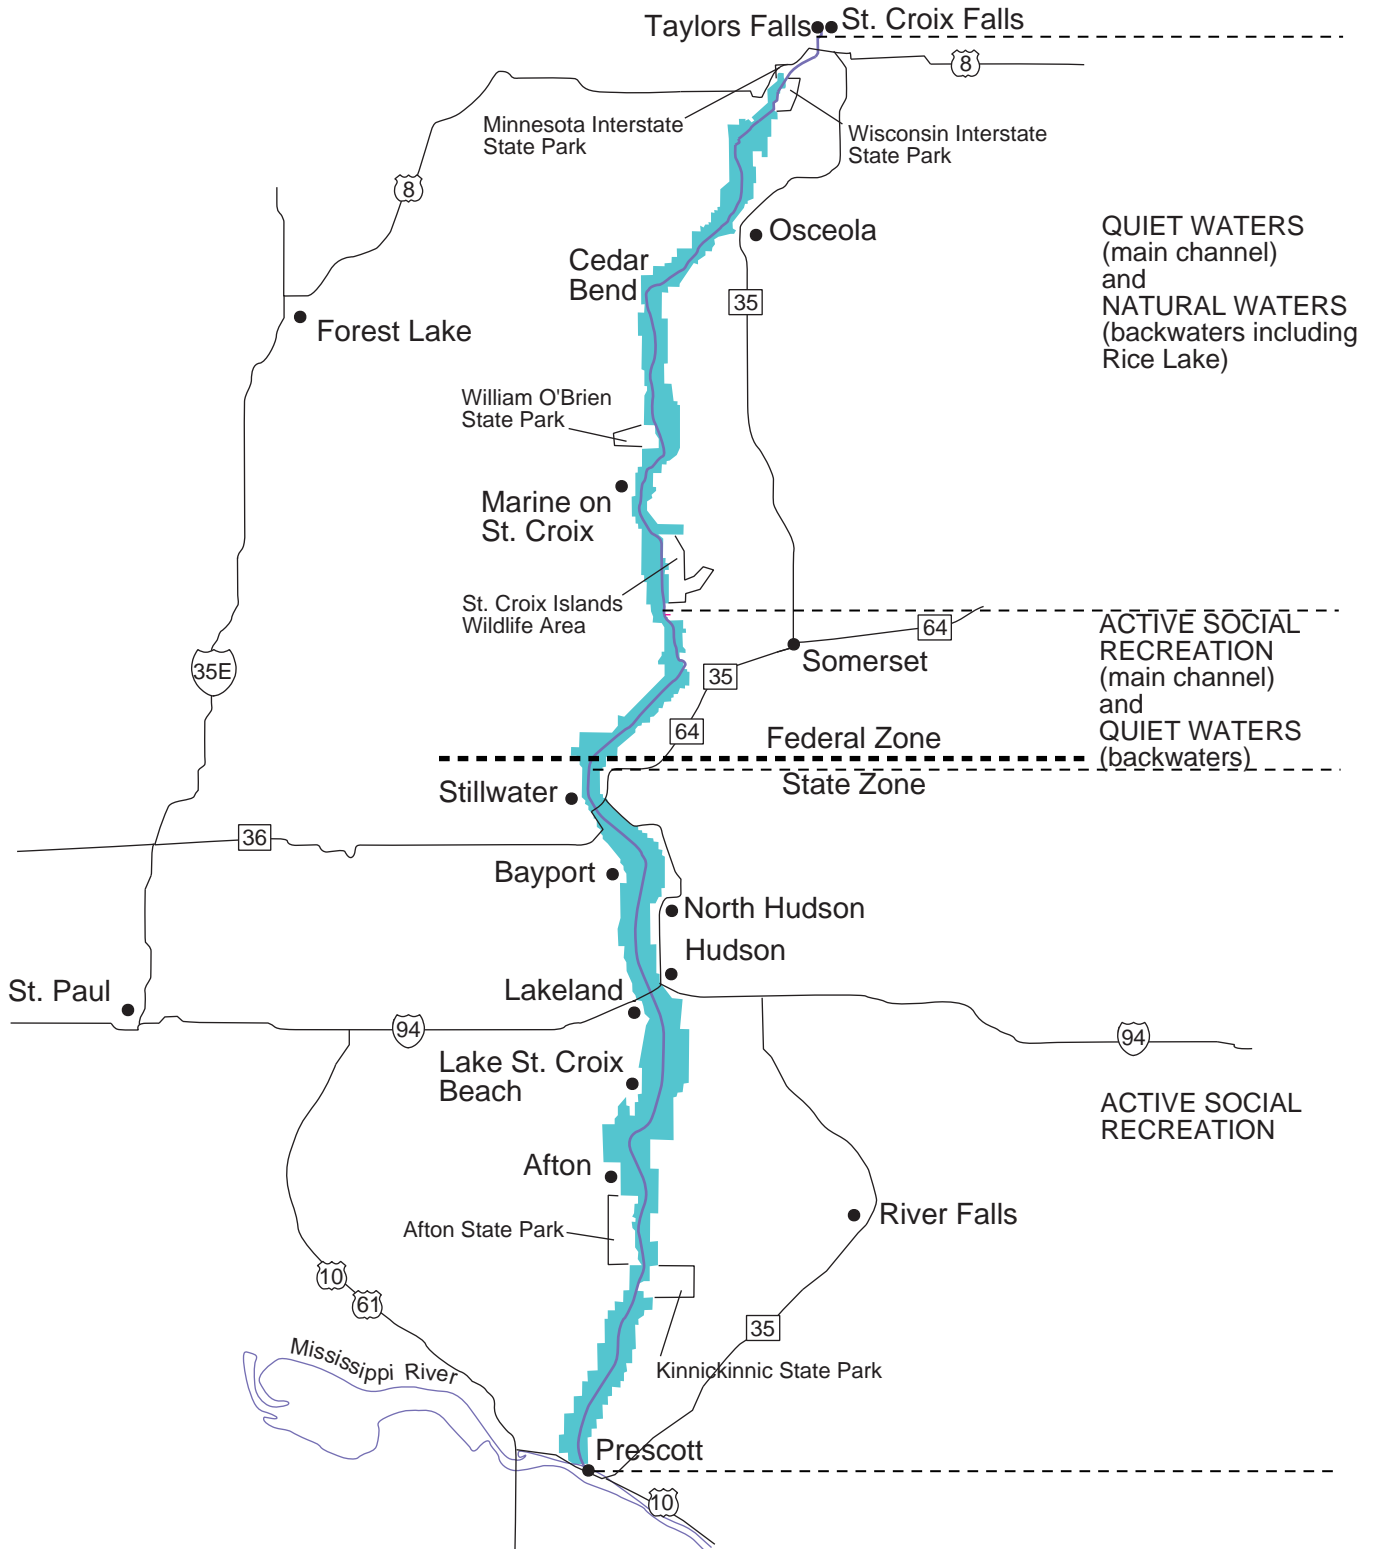 Taylors Falls
St. Croix Falls
8
Minnesota Interstate
State Park
Wisconsin Interstate
State Park
8
Osceola
QUIET WATERS
(main channel)
and
NATURAL WATERS
(backwaters including
Rice Lake)
Cedar
Bend
35
Forest Lake
William O'Brien
State Park
Marine on
St. Croix
St. Croix Islands
Wildlife Area
64
ACTIVE SOCIAL
RECREATION
(main channel)
and
QUIET WATERS
(backwaters)
Somerset
35E
35
64
Federal Zone
State Zone
Stillwater
36
Bayport
North Hudson
Hudson
St. Paul
Lakeland
94
94
Lake St. Croix
Beach
ACTIVE SOCIAL
RECREATION
Afton
River Falls
Afton State Park
10
61
35
Mississippi River
Kinnickinnic State Park
Prescott
10